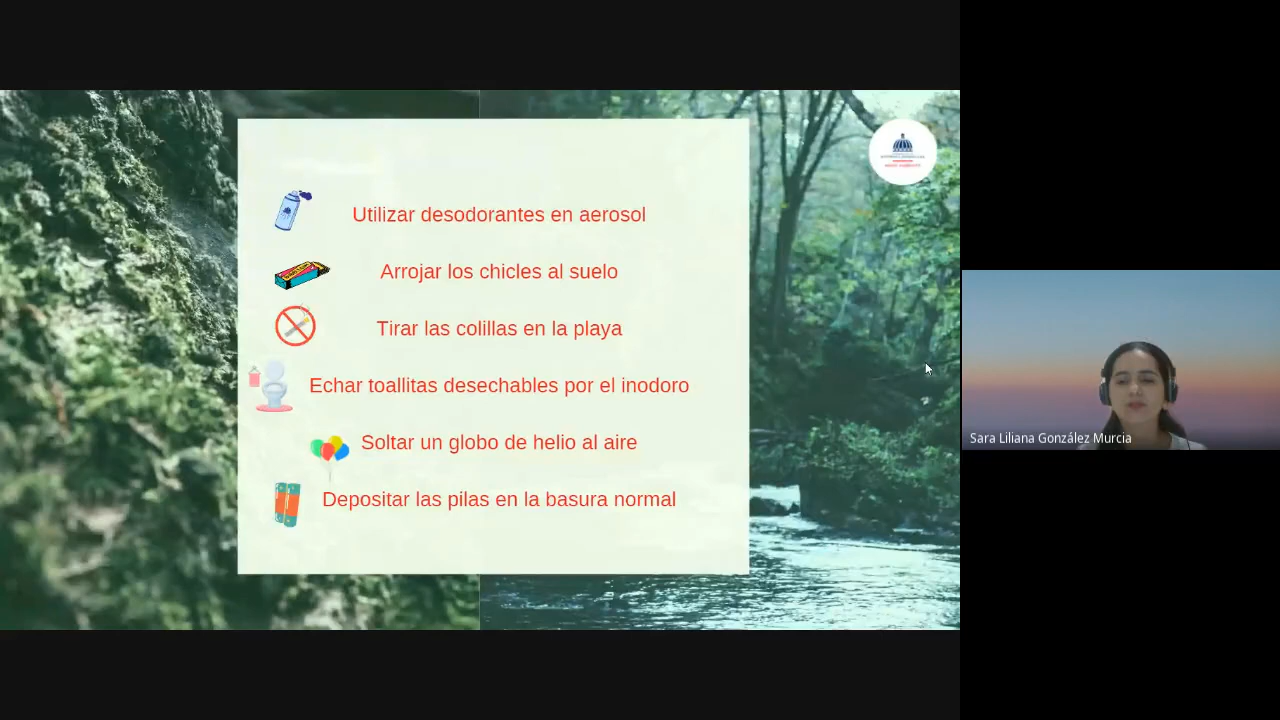 Utilizar desodorantes en aerosol
Arrojar los chicles al suelo
Tirar las colillas en la playa
Echar toallitas desechables por el inodoro
Soltar un globo de helio al aire
Depositar las pilas en la basura normal
Sara Liliana González Murcia